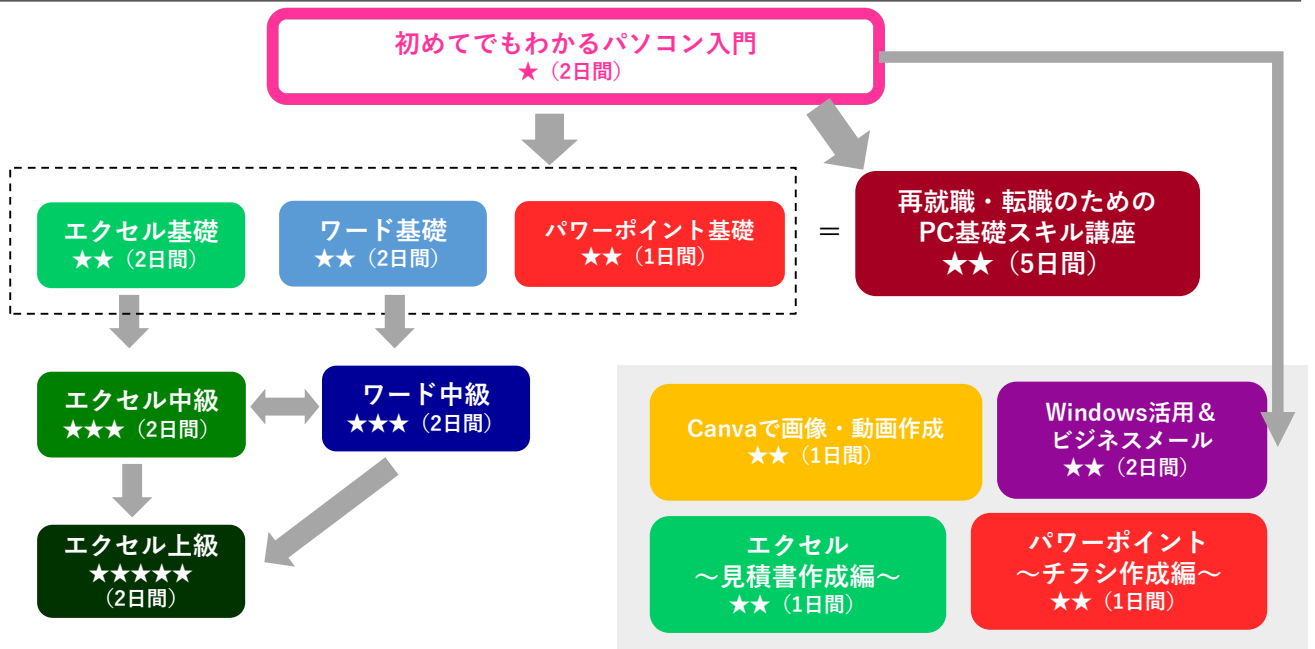 初めてでもわかるパソコン入門
★（2日間）
エクセル基礎
★★（2日間）
ワード基礎
★★（2日間）
パワーポイント基礎
★★（1日間）
＝
再就職・転職のための
PC基礎スキル講座
★★（5日間）
エクセル中級
★★★（2日間）
ワード中級
★★★（2日間）
エクセル上級
★★★★★
（2日間）
Canvaで画像・動画作成
★★（1日間）
Windows活用＆
ビジネスメール
★★（2日間）
エクセル
～見積書作成編～
★★（1日間）
パワーポイント
～チラシ作成編～
★★（1日間）